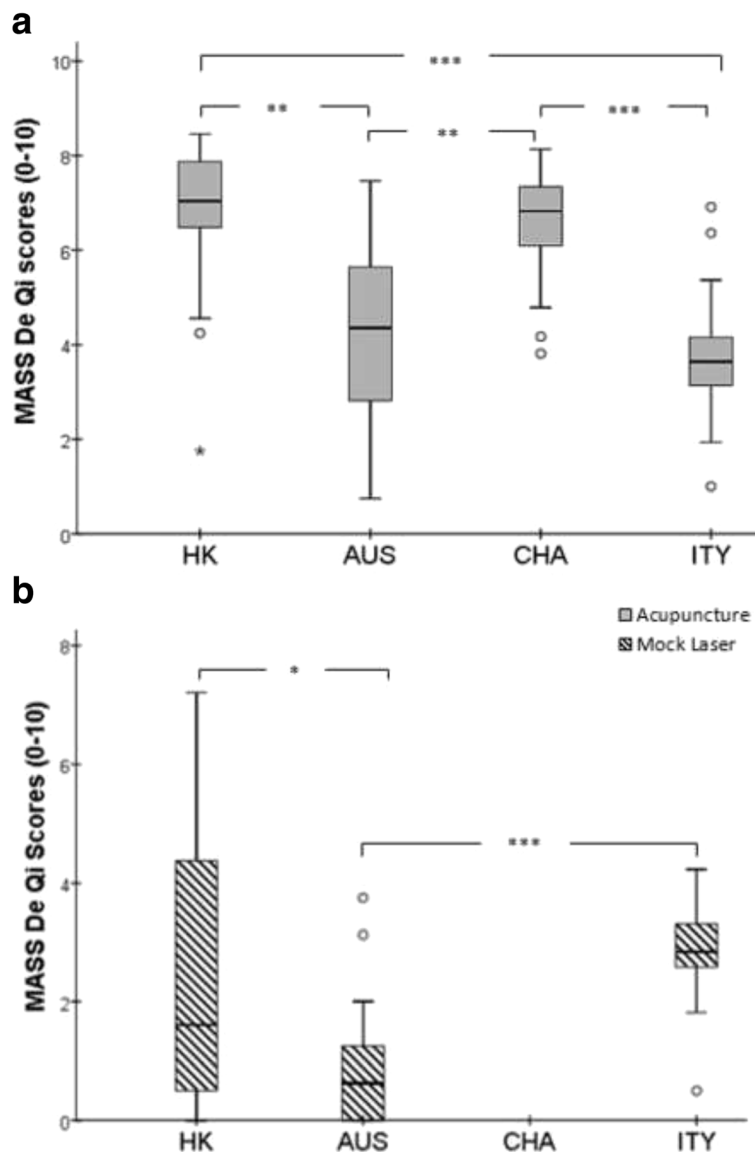 a
MASS De Qi scores (0-10)
10
8
6
4
2
0
***
**
**
***
*
HK
AUS
CHA
ITY
b
Acupuncture
Mock Laser
MASS De Qi Scores (0-10)
8
6
4
2
0
*
***
HK
AUS
CHA
ITY